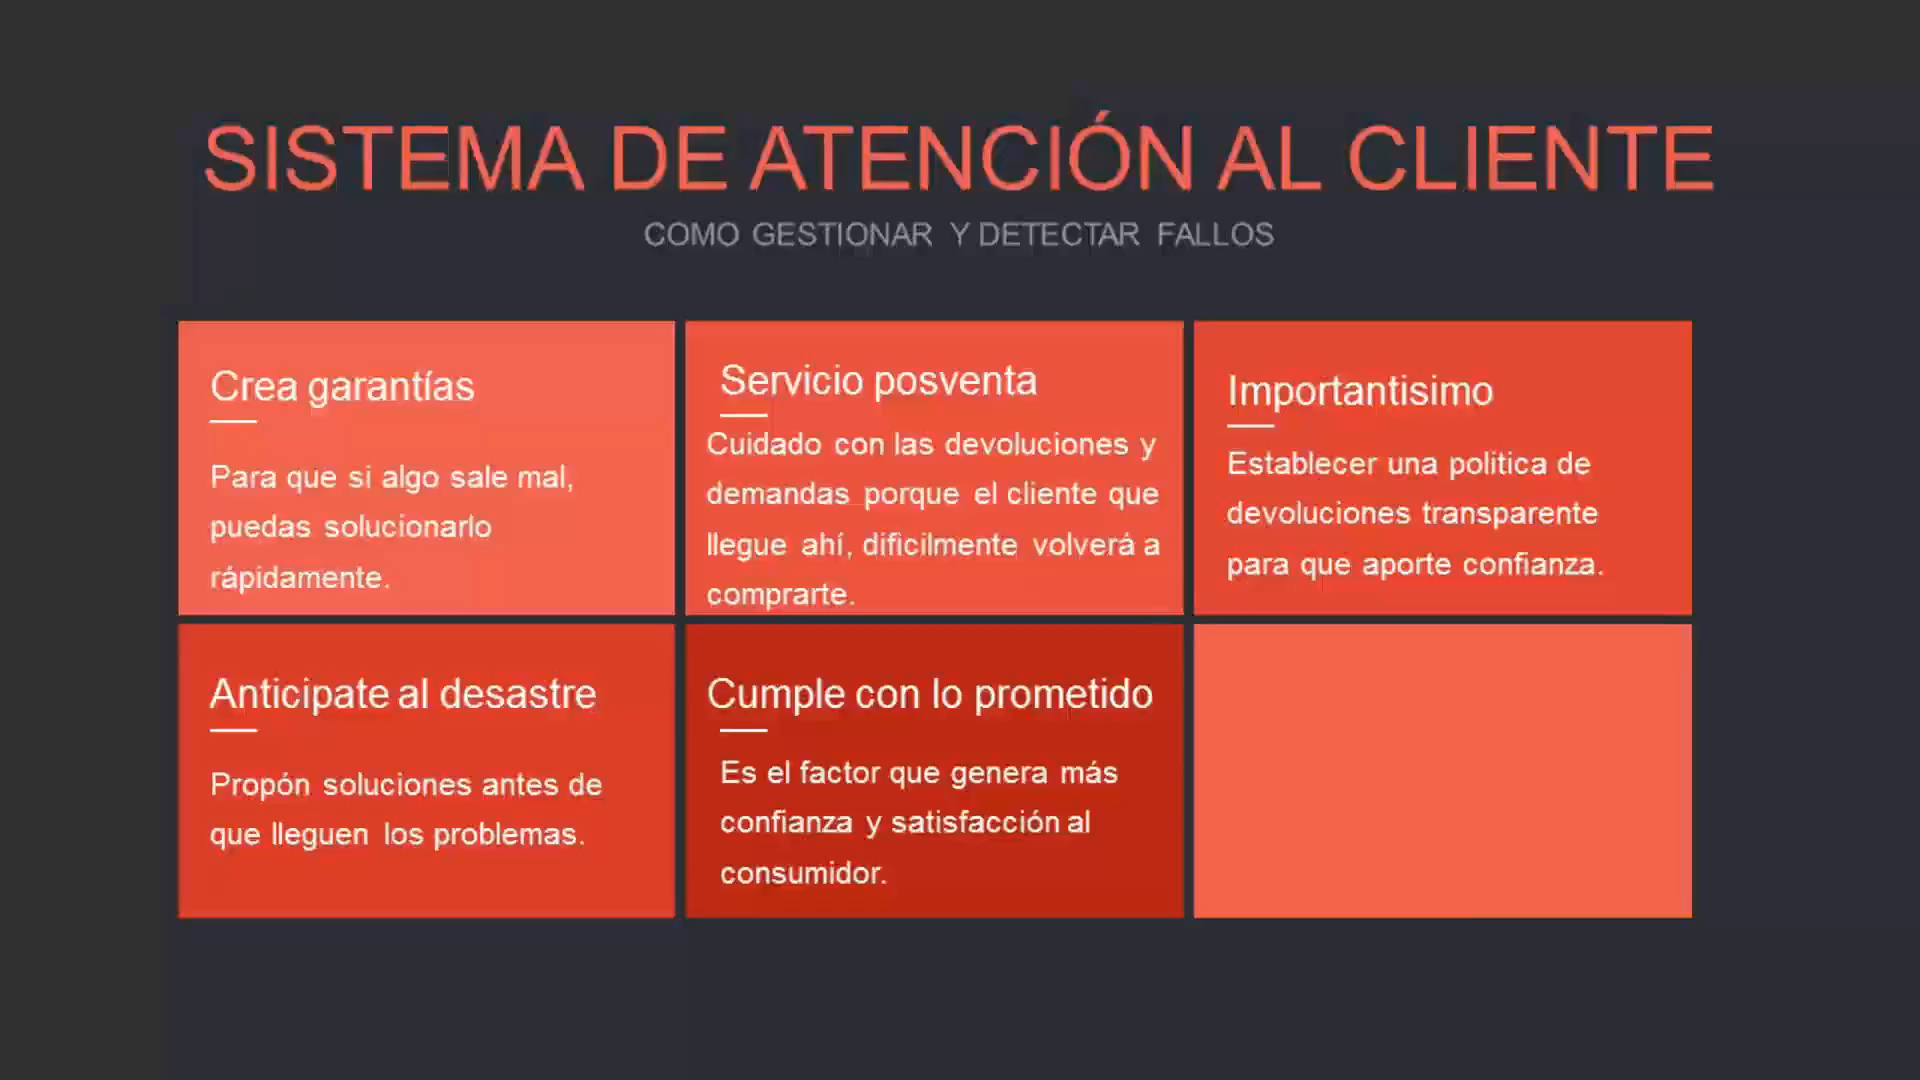 SISTEMA DE ATENCIÓN AL CLIENTE
COMO GESTIONAR Y DETECTAR FALLOS
Crea garantías
Para que si algo sale mal,
puedas solucionarlo
rápidamente.
Servicio posventa
Cuidado con las devoluciones y
demandas porque el cliente que
llegue ahí, dificilmente volverá a
comprarte.
Importantisimo
Establecer una politica de
devoluciones transparente
para que aporte confianza.
Anticipate al desastre
Propón soluciones antes de
que lleguen los problemas.
Cumple con lo prometido
Es el factor que genera más
confianza y satisfacción al
consumidor.